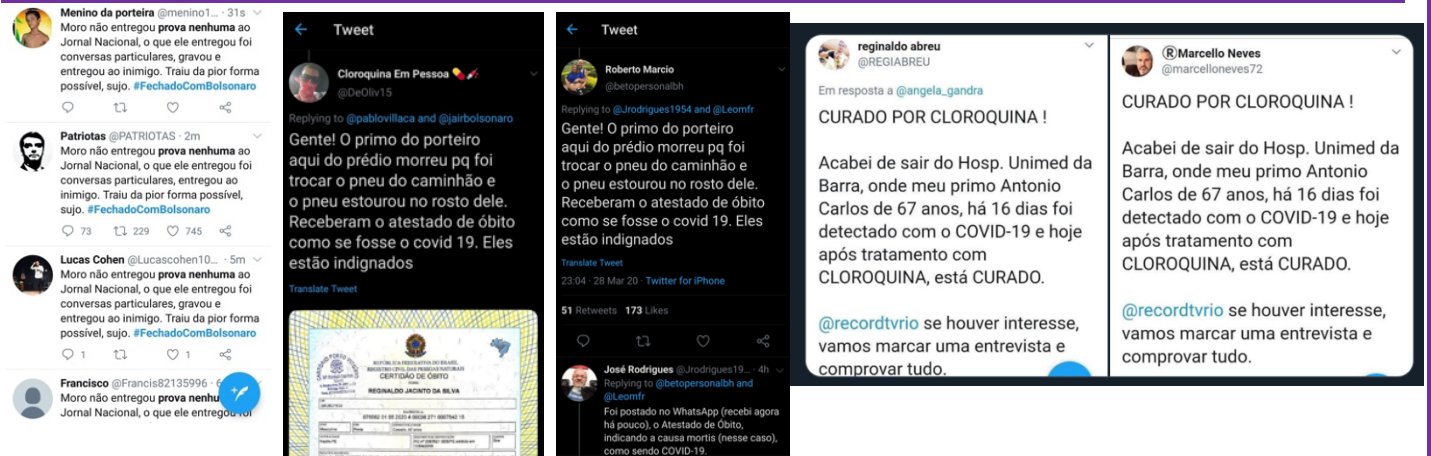 Menino da porteira @menino1... · 31s
Moro não entregou prova nenhuma ao
Jornal Nacional, o que ele entregou foi
conversas particulares, gravou e
entregou ao inimigo. Traiu da pior forma
possível, sujo. #FechadoComBolsonaro
Patriotas @PATRIOTAS · 2m
Moro não entregou prova nenhuma ao
Jornal Nacional, o que ele entregou foi
conversas particulares, entregou ao
inimigo. Traiu da pior forma possível,
sujo. #FechadoComBolsonaro
73 229 745
Lucas Cohen @Lucascohen10... · 5m
Moro não entregou prova nenhuma ao
Jornal Nacional, o que ele entregou foi
conversas particulares, gravou e
entregou ao inimigo. Traiu da pior forma
possível, sujo. #FechadoComBolsonaro
1 1
Francisco @Francis82135996 · 6
Moro não entregou prova nenhu
Jornal Nacional, o que ele entregou foi
Tweet
Cloroquina Em Pessoa
@DeOliv15
Replying to @pablovillaca and @jairbolsonaro
Gente! O primo do porteiro
aqui do prédio morreu pq foi
trocar o pneu do caminhão e
o pneu estourou no rosto dele.
Receberam o atestado de óbito
como se fosse o covid 19. Eles
estão indignados
Translate Tweet
REPÚBLICA FEDERATIVA DO BRASIL
REGISTRO CIVIL DAS PESSOAS NATURAIS
CERTIDÃO DE ÓBITO
REGINALDO JACINTO DA SILVA
Tweet
Roberto Marcio
@betopersonalbh
Replying to @Jrodrigues1954 and @Leomfr
Gente! O primo do porteiro
aqui do prédio morreu pq foi
trocar o pneu do caminhão e
o pneu estourou no rosto dele.
Receberam o atestado de óbito
como se fosse o covid 19. Eles
estão indignados
Translate Tweet
23:04 · 28 Mar 20 · Twitter for iPhone
51 Retweets 173 Likes
José Rodrigues @Jrodrigues19... · 4h
Replying to @betopersonalbh and
@Leomfr
Foi postado no WhatsApp (recebi agora
há pouco), o Atestado de Óbito,
indicando a causa mortis (nesse caso),
como sendo COVID-19.
reginaldo abreu
@REGIABREU
Em resposta a @angela_gandra
CURADO POR CLOROQUINA !
Acabei de sair do Hosp. Unimed da
Barra, onde meu primo Antonio
Carlos de 67 anos, há 16 dias foi
detectado com o COVID-19 e hoje
após tratamento com
CLOROQUINA, está CURADO.
@recordtvrio se houver interesse,
vamos marcar uma entrevista e
comprovar tudo.
®Marcello Neves
@marcelloneves72
CURADO POR CLOROQUINA !
Acabei de sair do Hosp. Unimed da
Barra, onde meu primo Antonio
Carlos de 67 anos, há 16 dias foi
detectado com o COVID-19 e hoje
após tratamento com
CLOROQUINA, está CURADO.
@recordtvrio se houver interesse,
vamos marcar uma entrevista e
comprovar tudo.